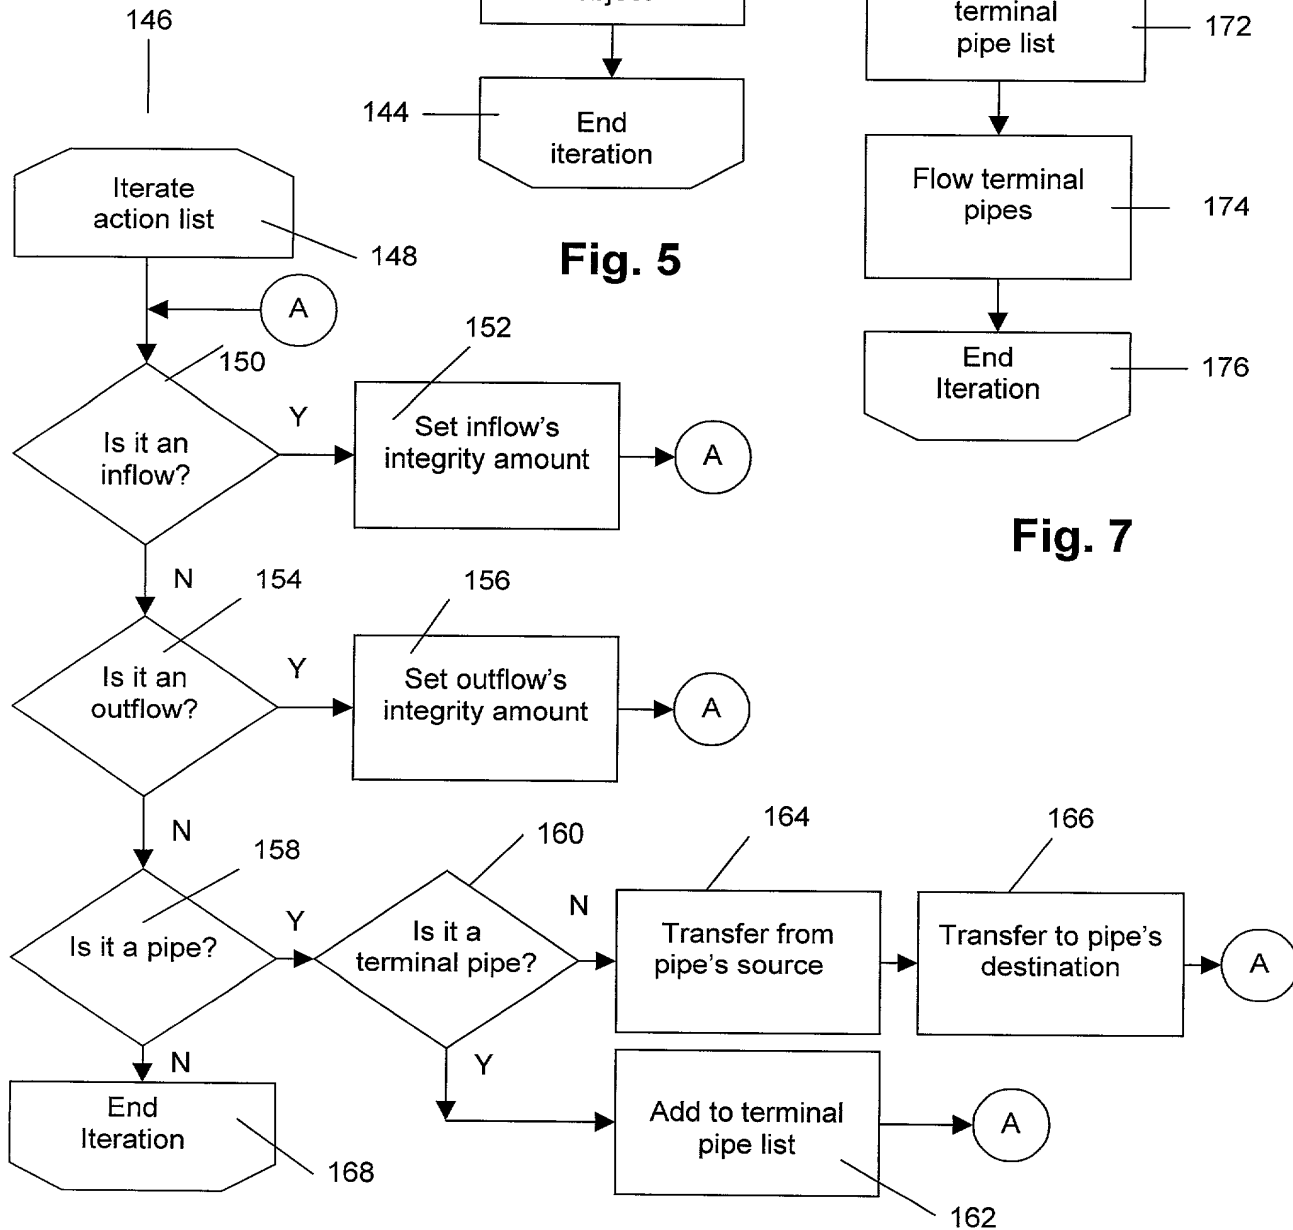 146
terminal
pipe list
172
144
End
iteration
Flow terminal
pipes
174
Iterate
action list
148
Fig. 5
A
End
Iteration
176
150
152
Is it an
inflow?
Y
Set inflow's
integrity amount
A
Fig. 7
N
154
156
Is it an
outflow?
Y
Set outflow's
integrity amount
A
N
158
160
164
166
Is it a pipe?
Y
Is it a
terminal pipe?
N
Transfer from
pipe's source
Transfer to pipe's
destination
A
N
Y
End
Iteration
168
Add to terminal
pipe list
A
162